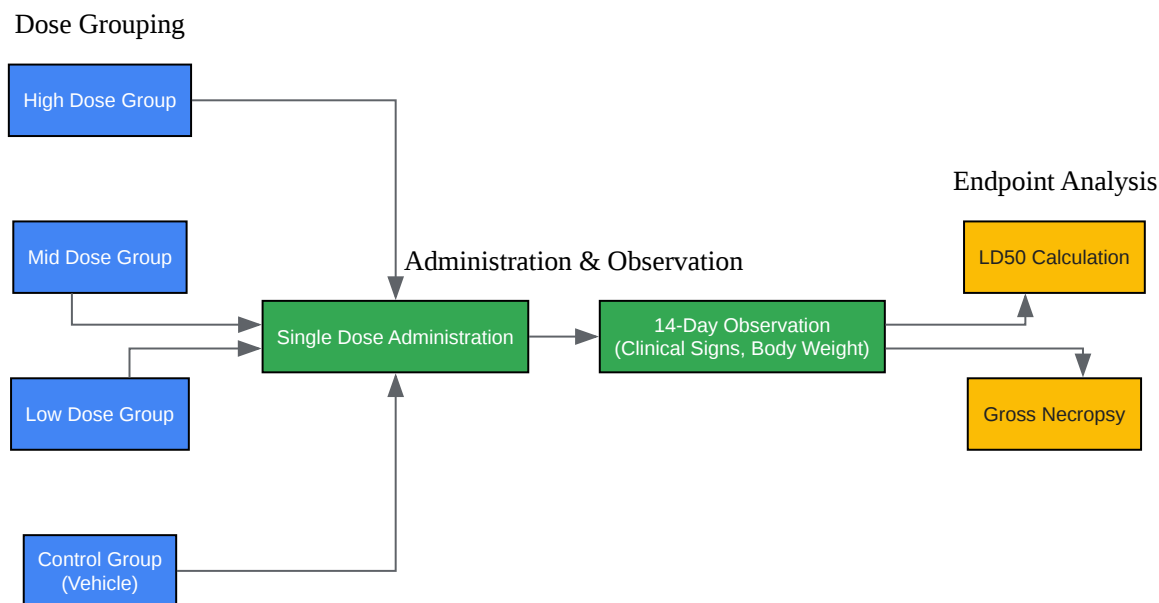 Dose Grouping
High Dose Group
Mid Dose Group
Low Dose Group
Control Group
(Vehicle)
Administration & Observation
Single Dose Administration
14-Day Observation
(Clinical Signs, Body Weight)
Endpoint Analysis
LD50 Calculation
Gross Necropsy